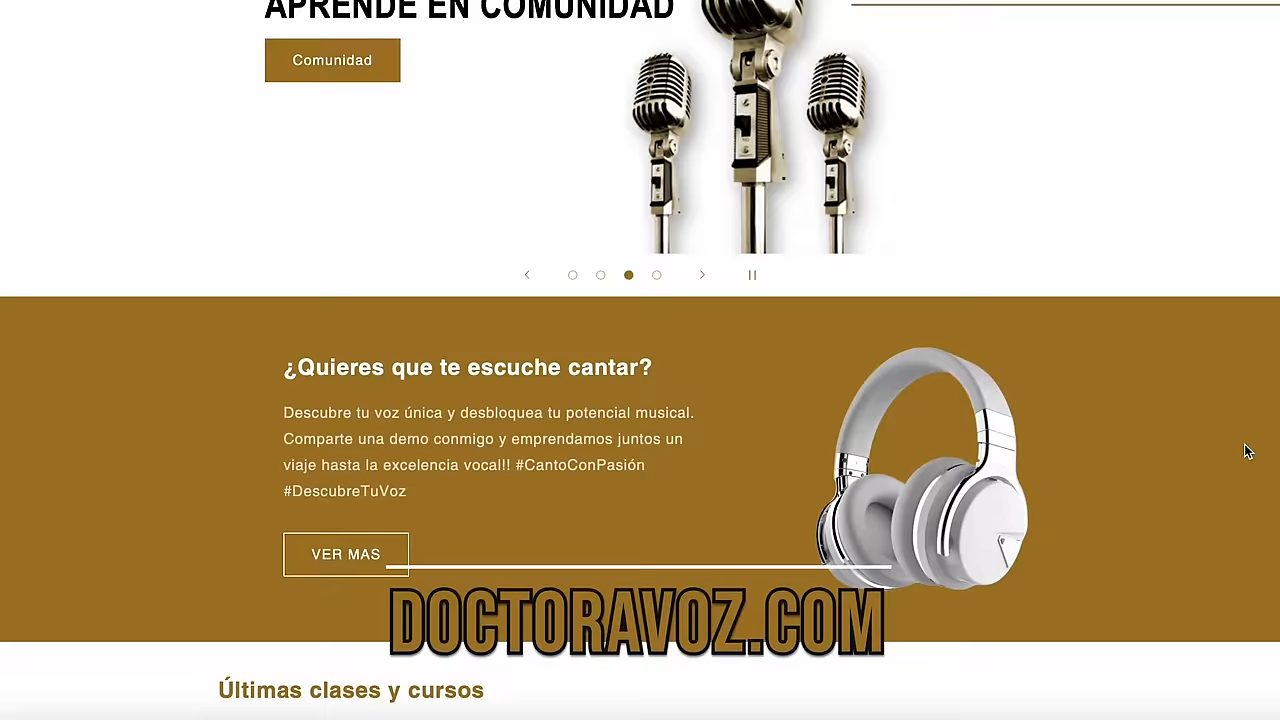 APRENDE EN COMUNIDAD
Comunidad
¿Quieres que te escuche cantar?
Descubre tu voz única y desbloquea tu potencial musical.
Comparte una demo conmigo y emprendamos juntos un
viaje hasta la excelencia vocal!! #CantoConPasión
#DescubreTuVoz
VER MAS
DOCTORAVOZ.COM
Últimas clases y cursos